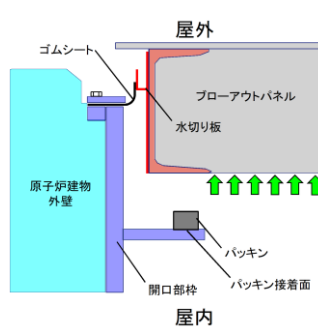 屋外
ゴムシート
ブローアウトパネル
水切り板
原子炉建物
外壁
パッキン
パッキン接着面
開口部枠
屋内